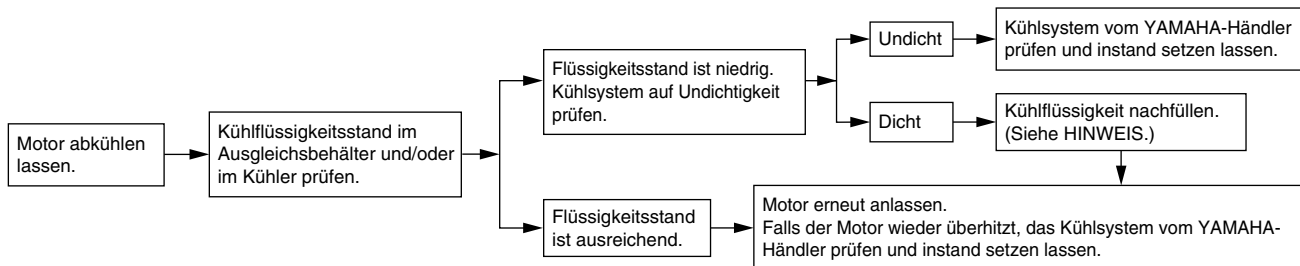 Motor abkühlen
lassen.
Kühlflüssigkeitsstand im
Ausgleichsbehälter und/oder
im Kühler prüfen.
Flüssigkeitsstand ist niedrig.
Kühlsystem auf Undichtigkeit
prüfen.
Undicht
Kühlsystem vom YAMAHA-Händler
prüfen und instand setzen lassen.
Dicht
Kühlflüssigkeit nachfüllen.
(Siehe HINWEIS.)
Flüssigkeitsstand
ist ausreichend.
Motor erneut anlassen.
Falls der Motor wieder überhitzt, das Kühlsystem vom YAMAHA-
Händler prüfen und instand setzen lassen.